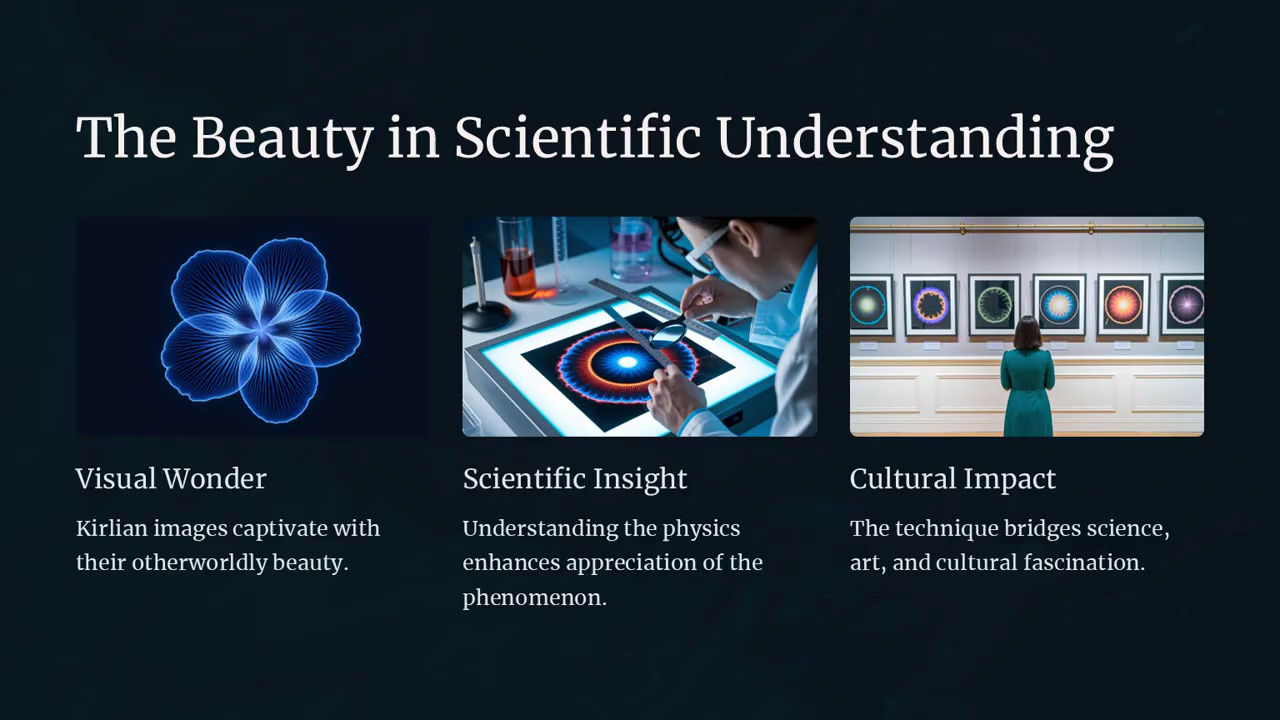 The Beauty in Scientific Understanding
Visual Wonder
Kirlian images captivate with
their otherworldly beauty.
Scientific Insight
Understanding the physics
enhances appreciation of the
phenomenon.
Cultural Impact
The technique bridges science,
art, and cultural fascination.